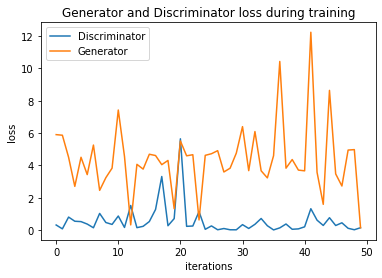 Generator and Discriminator loss during training
Discriminator
Generator
12
10
8
6
4
2
0
loss
0
10
20
30
40
50
iterations